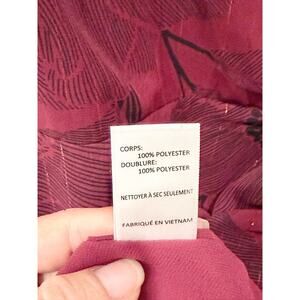 CORPS:
100% POLYESTER
DOUBLURE:
100% POLYESTER
NETTOYER À SEC SEULEMENT
FABRIQUÉ EN VIETNAM